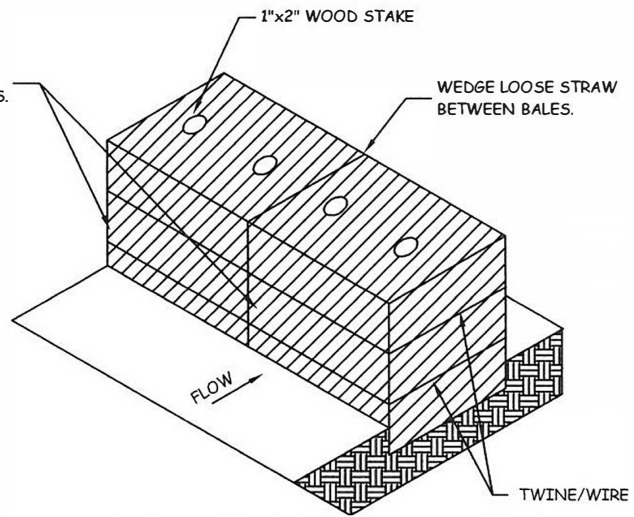 1"x2" WOOD STAKE
S.
WEDGE LOOSE STRAW
BETWEEN BALES.
FLOW
TWINE/WIRE